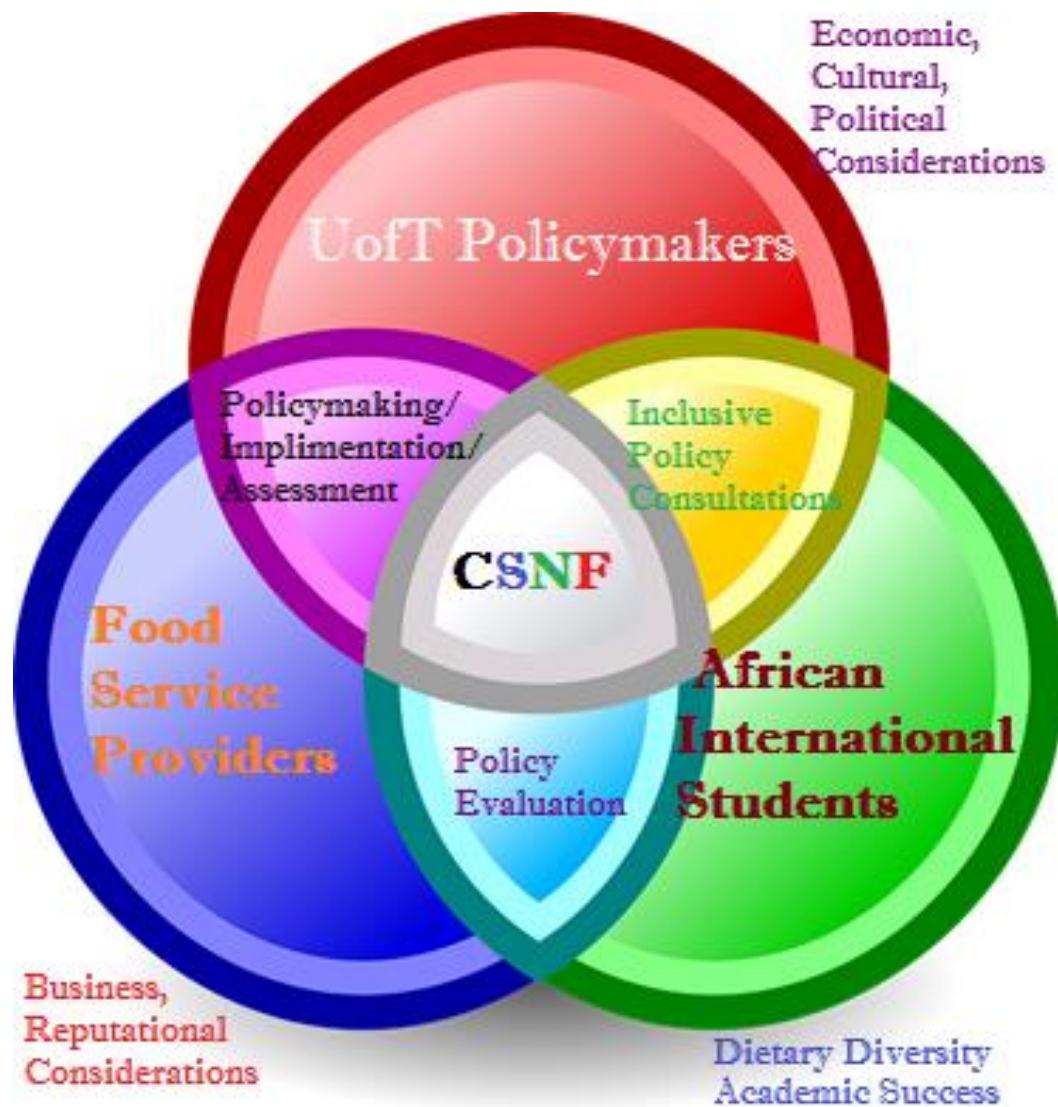 Economic,
Cultural,
Political
Considerations
UofT Policymakers
Policymaking/
Implimentation/
Assessment
Inclusive
Policy
Consultations
CSNF
Food
Service
Providers
African
International
Students
Policy
Evaluation
Business,
Reputational
Considerations
Dietary Diversity
Academic Success